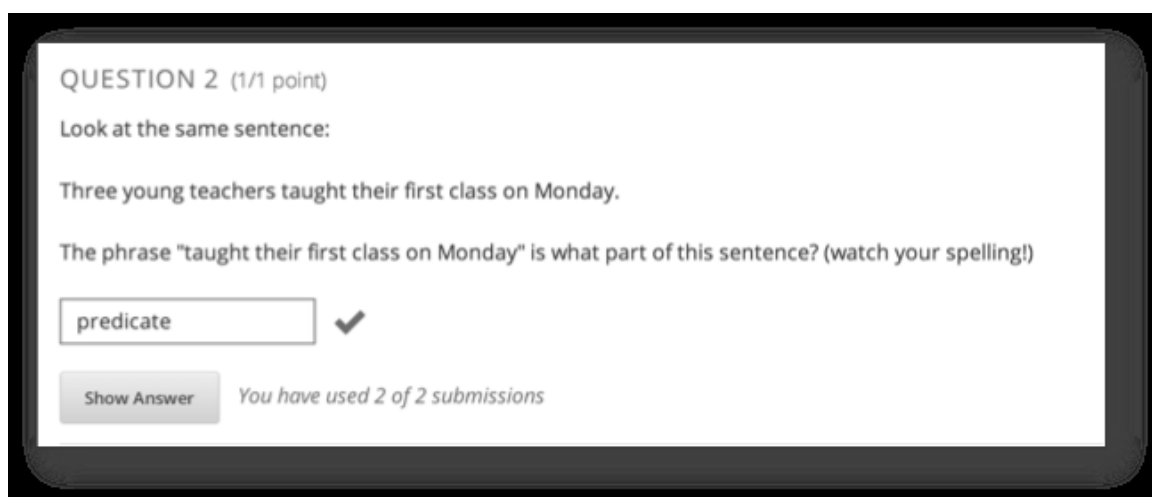 QUESTION 2 (1/1 point)
Look at the same sentence:
Three young teachers taught their first class on Monday.
The phrase "taught their first class on Monday" is what part of this sentence? (watch your spelling!)
predicate
Show Answer You have used 2 of 2 submissions